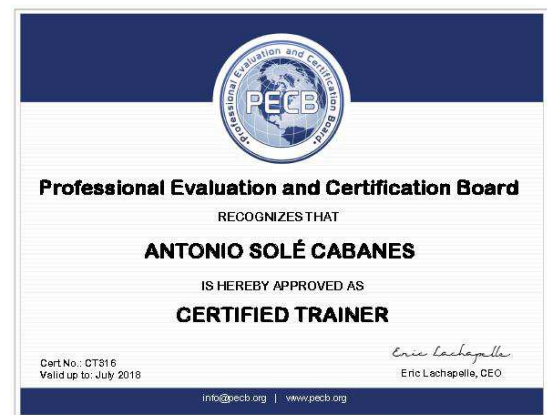 Professional Evaluation and Certification Board
PECB
Professional Evaluation and Certification Board
RECOGNIZES THAT
ANTONIO SOLÉ CABANES
IS HEREBY APPROVED AS
CERTIFIED TRAINER
Eric Lachapelle
Cert No.: CT316
Valid up to: July 2018
Eric Lachapelle, CEO
info@pecb.org | www.pecb.org